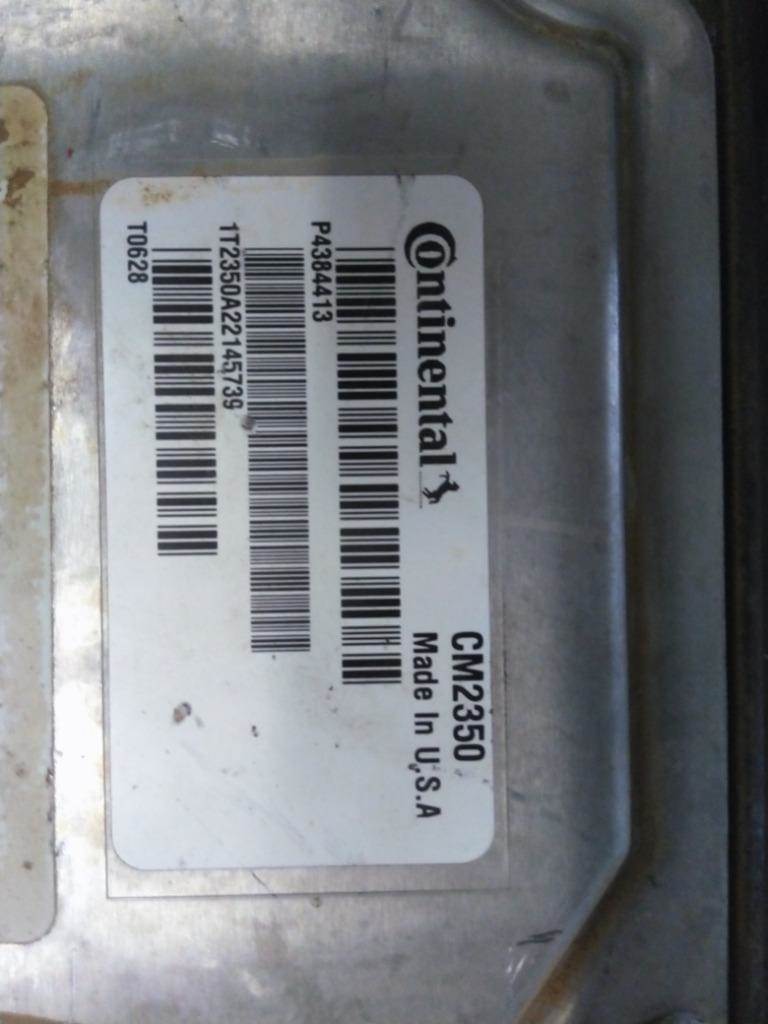 Continental
CM2350
Made In U.S.A
P4384413
1T2350A22145739
T0628